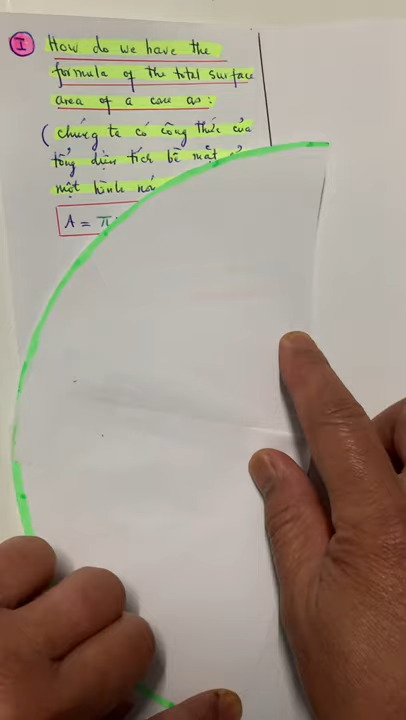 I How do we have the
formula of the total surface
area of a cone as:
( chúng ta có công thức của
tổng diện tích bề mặt
một hình nón
A = π